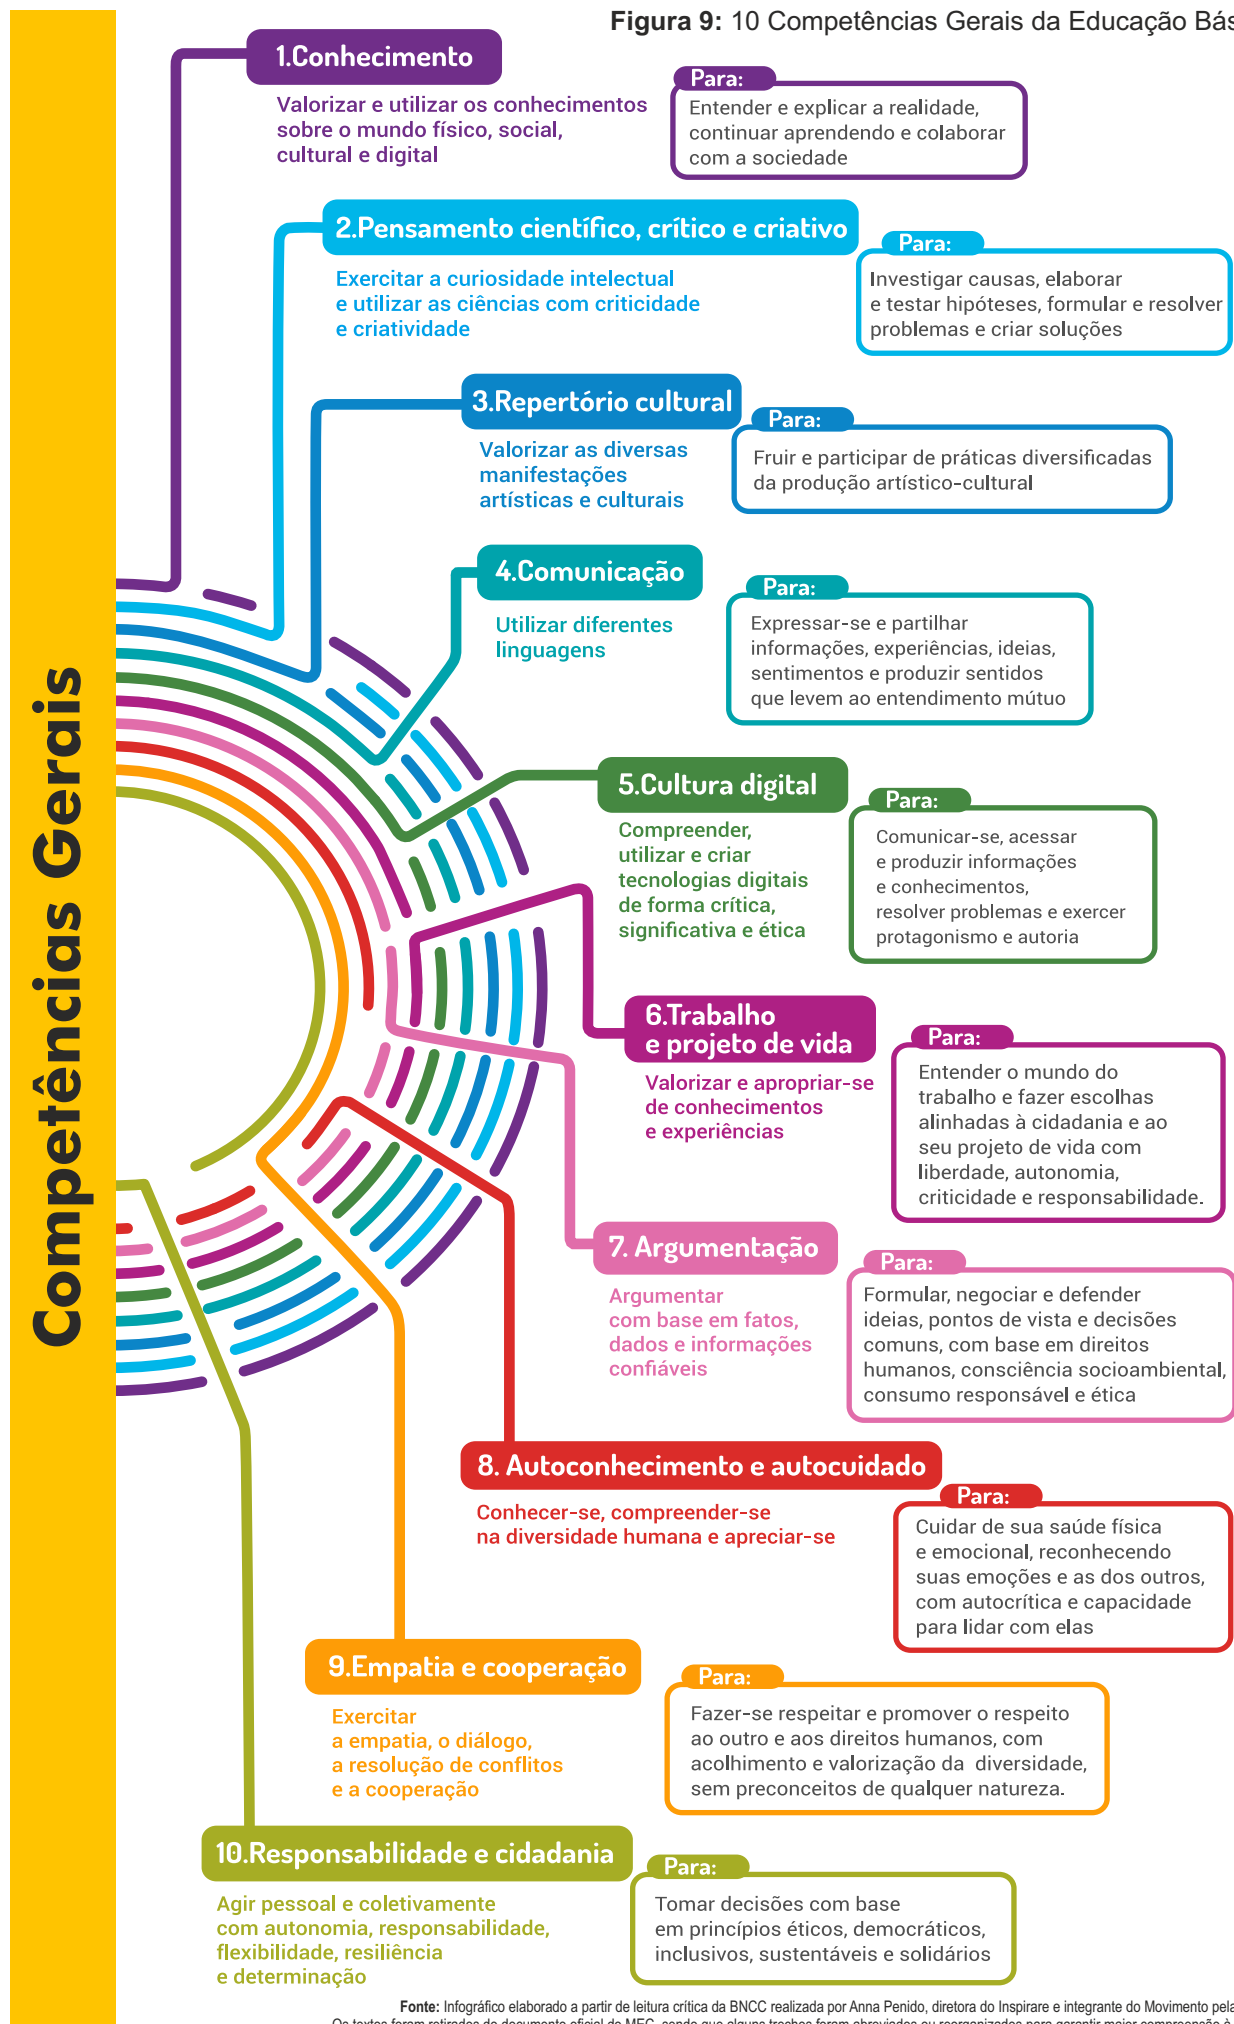 Figura 9: 10 Competências Gerais da Educação
Competências Gerais
1.Conhecimento
Valorizar e utilizar os conhecimentos
sobre o mundo físico, social,
cultural e digital
Para:
Entender e explicar a realidade,
continuar aprendendo e colaborar
com a sociedade
2.Pensamento científico, crítico e criativo
Exercitar a curiosidade intelectual
e utilizar as ciências com criticidade
e criatividade
Para:
Investigar causas, elaborar
e testar hipóteses, formular e resolver
problemas e criar soluções
3.Repertório cultural
Valorizar as diversas
manifestações
artísticas e culturais
Para:
Fruir e participar de práticas diversificadas
da produção artístico-cultural
4.Comunicação
Utilizar diferentes
linguagens
Para:
Expressar-se e partilhar
informações, experiências, ideias,
sentimentos e produzir sentidos
que levem ao entendimento mútuo
5.Cultura digital
Compreender,
utilizar e criar
tecnologias digitais
de forma crítica,
significativa e ética
Para:
Comunicar-se, acessar
e produzir informações
e conhecimentos,
resolver problemas e exercer
protagonismo e autoria
6.Trabalho
e projeto de vida
Valorizar e apropriar-se
de conhecimentos
e experiências
Para:
Entender o mundo do
trabalho e fazer escolhas
alinhadas à cidadania e ao
seu projeto de vida com
liberdade, autonomia,
criticidade e responsabilidade.
7. Argumentação
Argumentar
com base em fatos,
dados e informações
confiáveis
Para:
Formular, negociar e defender
ideias, pontos de vista e decisões
comuns, com base em direitos
humanos, consciência socioambiental,
consumo responsável e ética
8. Autoconhecimento e autocuidado
Conhecer-se, compreender-se
na diversidade humana e apreciar-se
Para:
Cuidar de sua saúde física
e emocional, reconhecendo
suas emoções e as dos outros,
com autocrítica e capacidade
para lidar com elas
9.Empatia e cooperação
Exercitar
a empatia, o diálogo,
a resolução de conflitos
e a cooperação
Para:
Fazer-se respeitar e promover o respeito
ao outro e aos direitos humanos, com
acolhimento e valorização da diversidade,
sem preconceitos de qualquer natureza.
10.Responsabilidade e cidadania
Agir pessoal e coletivamente
com autonomia, responsabilidade,
flexibilidade, resiliência
e determinação
Para:
Tomar decisões com base
em princípios éticos, democráticos,
inclusivos, sustentáveis e solidários
Fonte: Infográfico elaborado a partir de leitura crítica da BNCC realizada por Anna Penido, diretora do Inspirare e integrante do Movimento pela